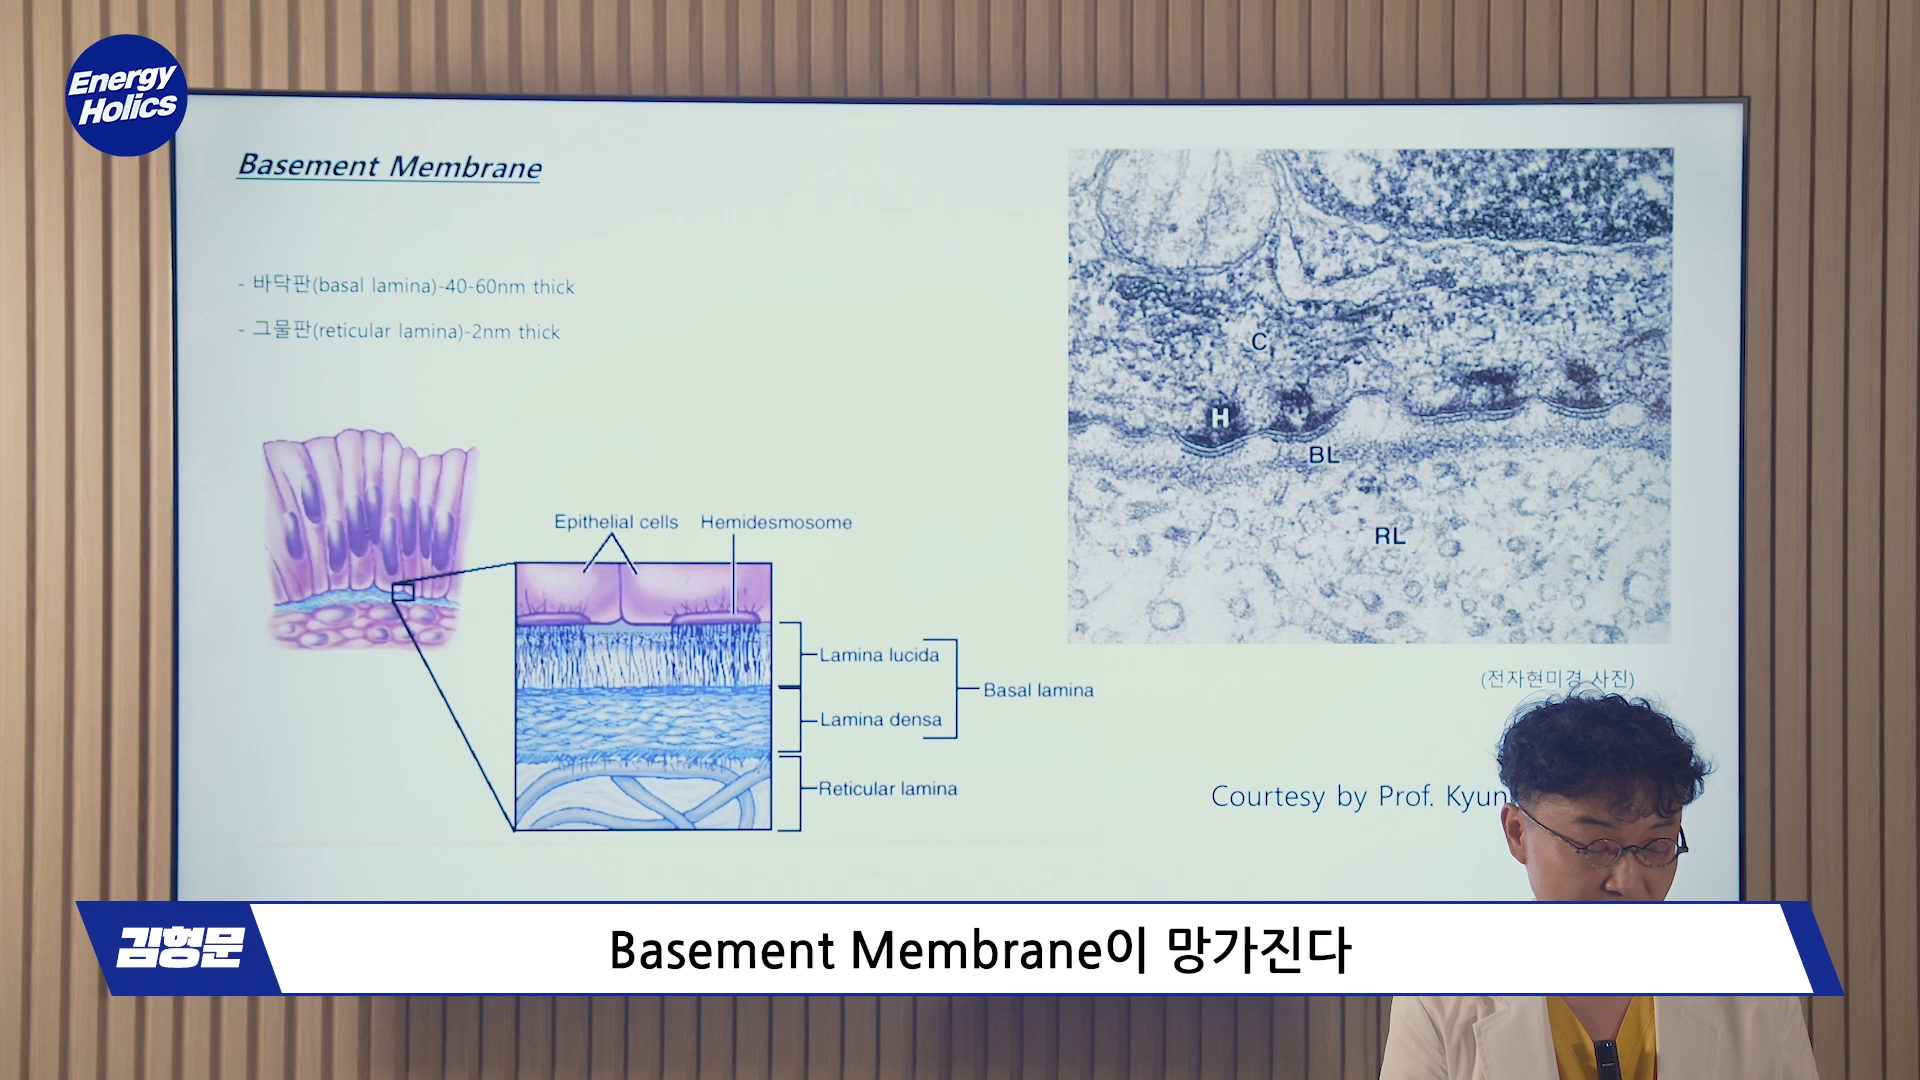 Energy
Holics
Basement Membrane
- 바닥판(basal lamina)-40-60nm thick
- 그물판(reticular lamina)-2nm thick
C
H
BL
RL
Epithelial cells
Hemidesmosome
Lamina lucida
Basal lamina
Lamina densa
Reticular lamina
(전자현미경 사진)
Courtesy by Prof. Kyun
김형문
Basement Membrane이 망가진다